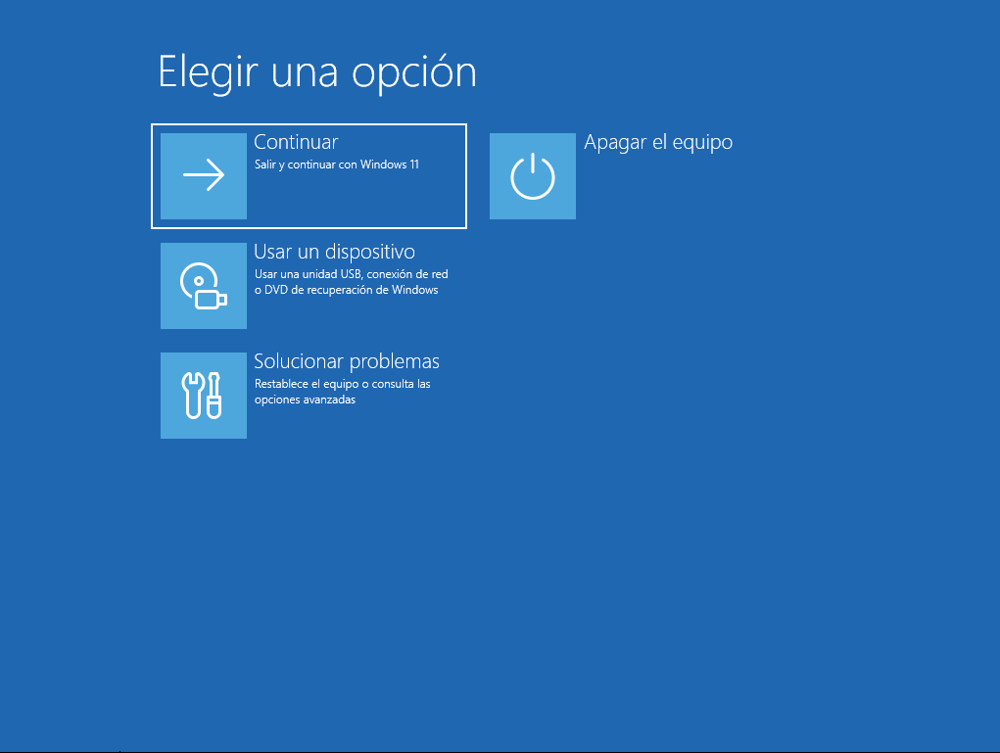 Elegir una opción
Continuar
Salir y continuar con Windows 11
Apagar el equipo
Usar un dispositivo
Usar una unidad USB, conexión de red
o DVD de recuperación de Windows
Solucionar problemas
Restablece el equipo o consulta las
opciones avanzadas